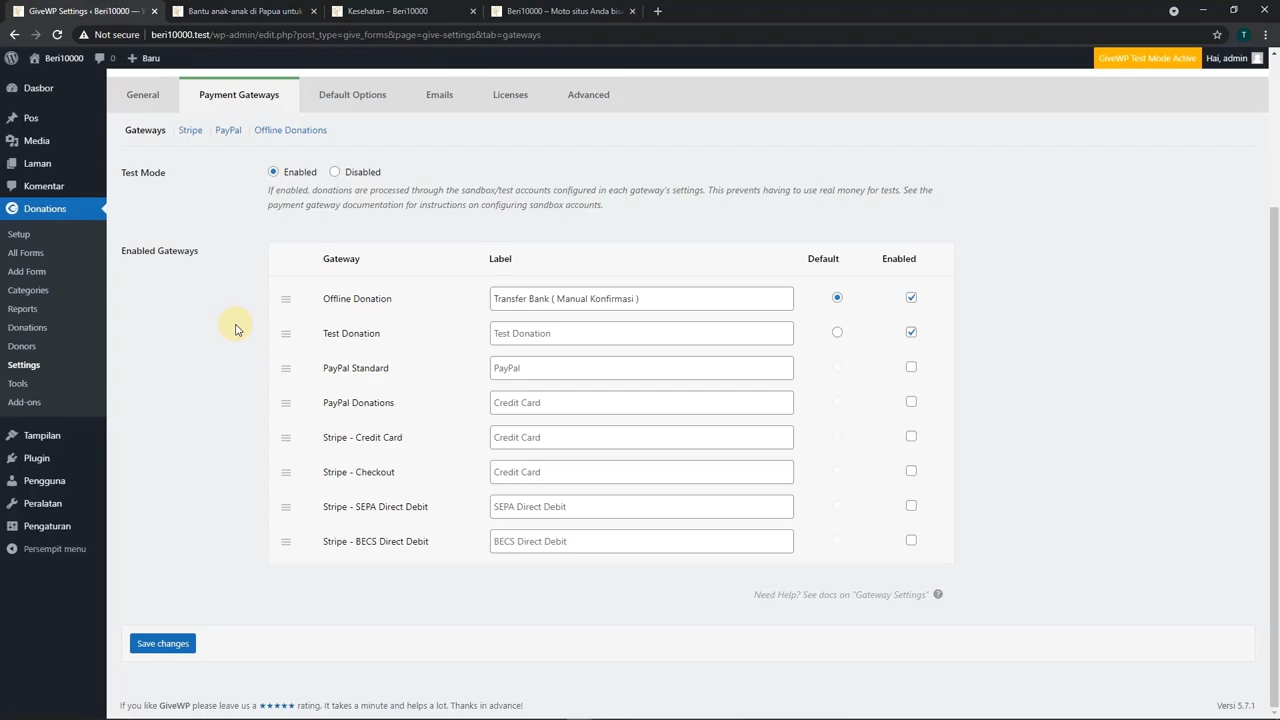 GiveWP Settings ‹ Beri10000 —
Bantu anak-anak di Papua untuk
Kesehatan – Beri10000
Beri10000 – Moto situs Anda bisa
Not secure
beri10000.test/wp-admin/edit.php?post_type=give_forms&page=give-settings&tab=gateways
T
Beri10000
0
Baru
GiveWP Test Mode Active
Hai, admin
Dasbor
Pos
Media
Laman
Komentar
Donations
Setup
All Forms
Add Form
Categories
Reports
Donations
Donors
Settings
Tools
Add-ons
Tampilan
Plugin
Pengguna
Peralatan
Pengaturan
Persempit menu
General
Payment Gateways
Default Options
Emails
Licenses
Advanced
Gateways
Stripe
PayPal
Offline Donations
Test Mode
Enabled
Disabled
If enabled, donations are processed through the sandbox/test accounts configured in each gateway's settings. This prevents having to use real money for tests. See the
payment gateway documentation for instructions on configuring sandbox accounts.
Enabled Gateways
Gateway Label Default Enabled
Offline Donation Transfer Bank ( Manual Konfirmasi )
Test Donation Test Donation
PayPal Standard PayPal
PayPal Donations Credit Card
Stripe - Credit Card Credit Card
Stripe - Checkout Credit Card
Stripe - SEPA Direct Debit SEPA Direct Debit
Stripe - BECS Direct Debit BECS Direct Debit
Need Help? See docs on "Gateway Settings" ?
Save changes
If you like GiveWP please leave us a ★★★★★ rating. It takes a minute and helps a lot. Thanks in advance!
Versi 5.7.1